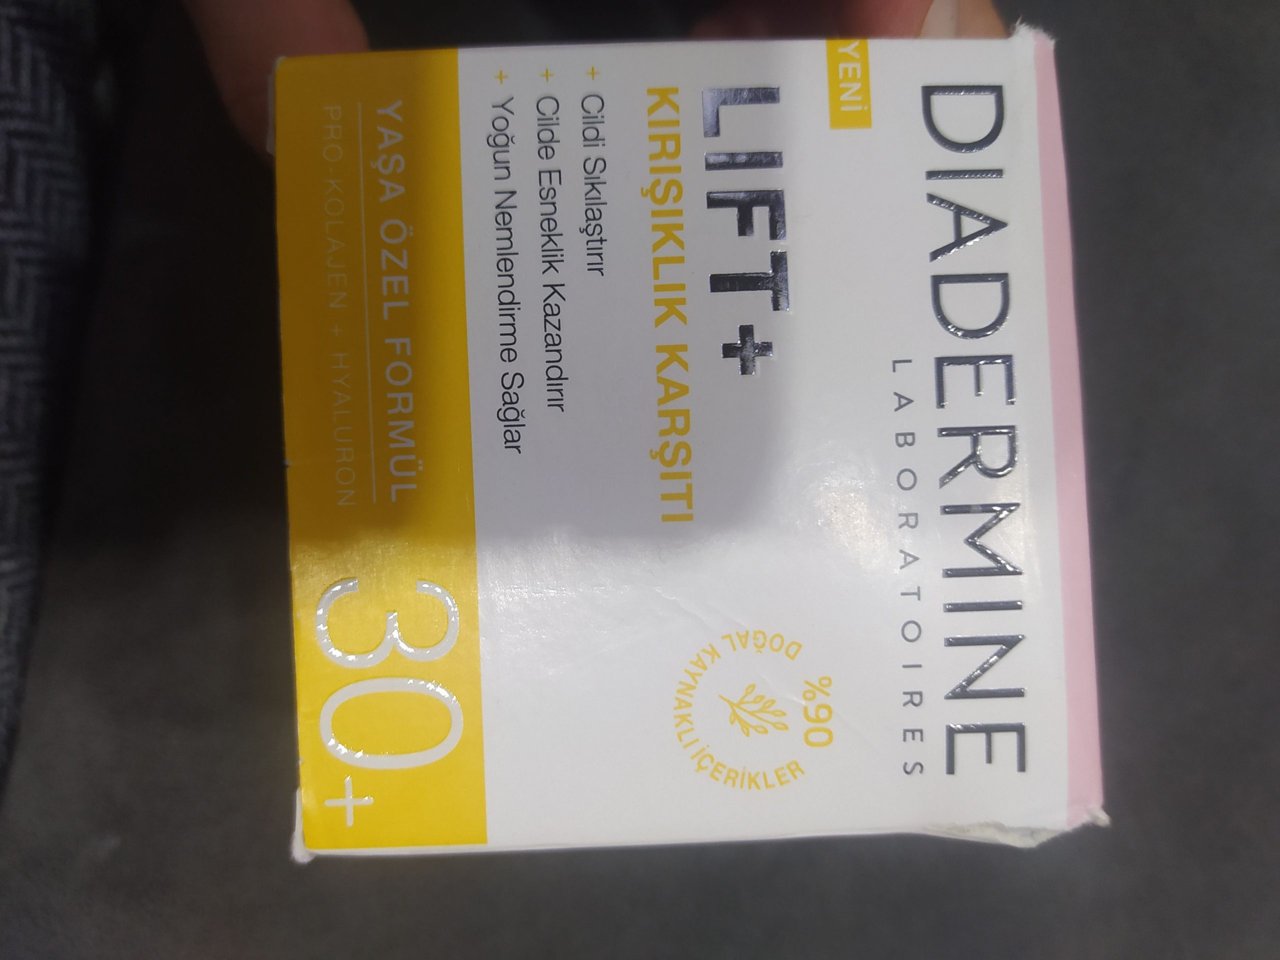 DIADERMINE
LABORATOIRES
YENİ
LIFT+
KIRIŞIKLIK KARŞITI
+ Cildi Sıkılaştırır
+ Cilde Esneklik Kazandırır
+ Yoğun Nemlendirme Sağlar
%90
DOĞAL KAYNAKLI İÇERİKLER
YAŞA ÖZEL FORMÜL
PRO-KOLAJEN + HYALURON
30+